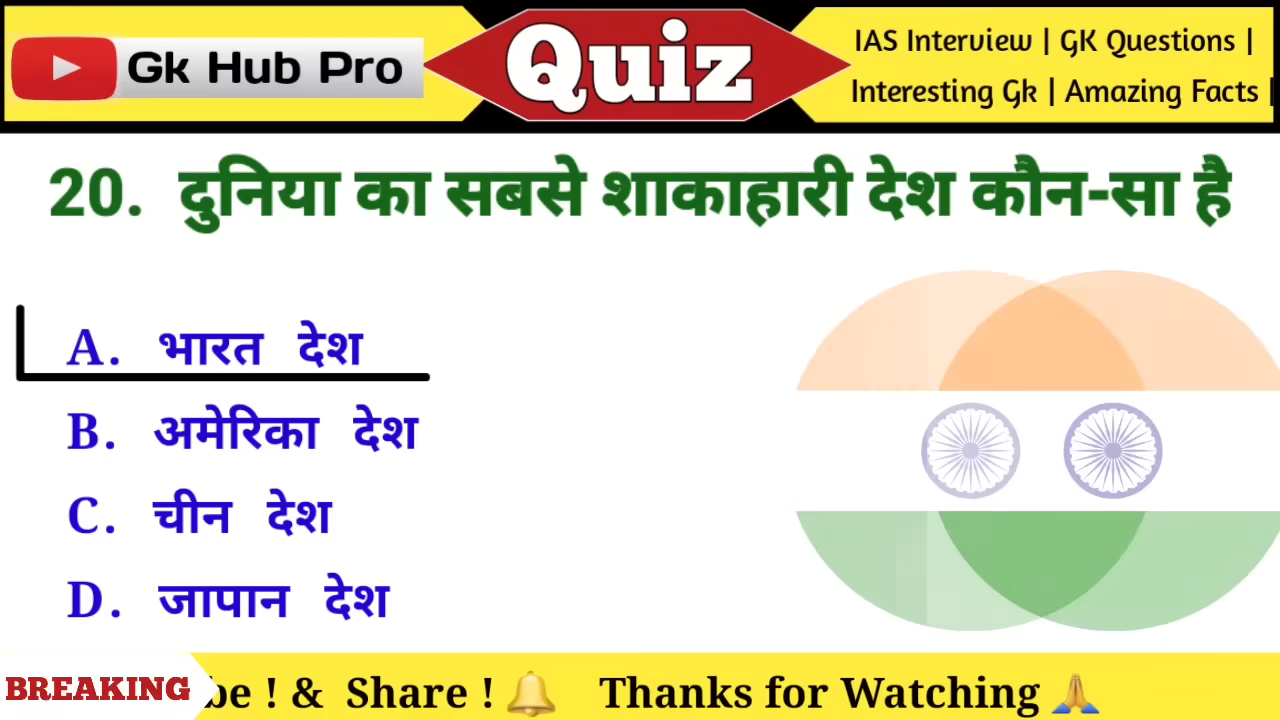 Gk Hub Pro
Quiz
IAS Interview | GK Questions |
Interesting Gk | Amazing Facts |
20. दुनिया का सबसे शाकाहारी देश कौन-सा है
A. भारत देश
B. अमेरिका देश
C. चीन देश
D. जापान देश
BREAKING be ! & Share ! 🔔 Thanks for Watching 🙏